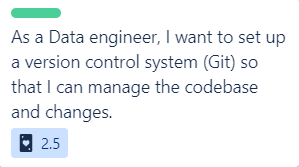 As a Data engineer, I want to set up
a version control system (Git) so
that I can manage the codebase
and changes.
2.5